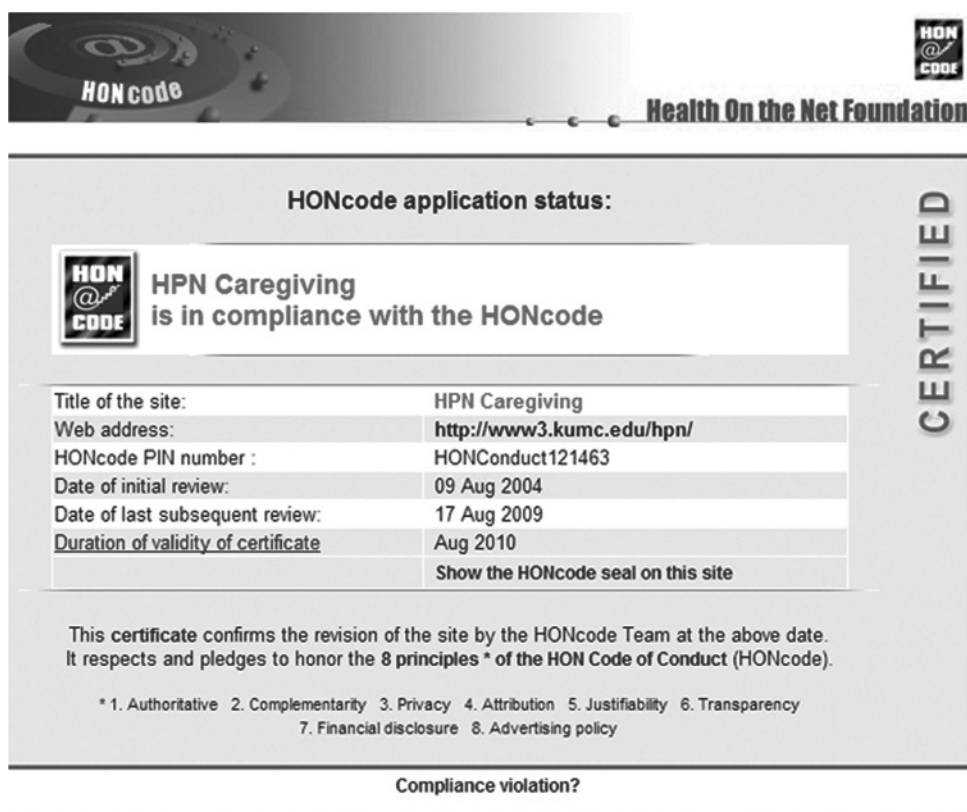 HONcode
HON
@
CODE
Health On the Net Foundation
HONcode application status:
CERTIFIED
HON
@
CODE
HPN Caregiving
is in compliance with the HONcode
Title of the site: HPN Caregiving
Web address: http://www3.kumc.edu/hpn/
HONcode PIN number : HONConduct121463
Date of initial review: 09 Aug 2004
Date of last subsequent review: 17 Aug 2009
Duration of validity of certificate Aug 2010
Show the HONcode seal on this site
This certificate confirms the revision of the site by the HONcode Team at the above date.
It respects and pledges to honor the 8 principles * of the HON Code of Conduct (HONcode).
* 1. Authoritative 2. Complementarity 3. Privacy 4. Attribution 5. Justifiability 6. Transparency
7. Financial disclosure 8. Advertising policy
Compliance violation?